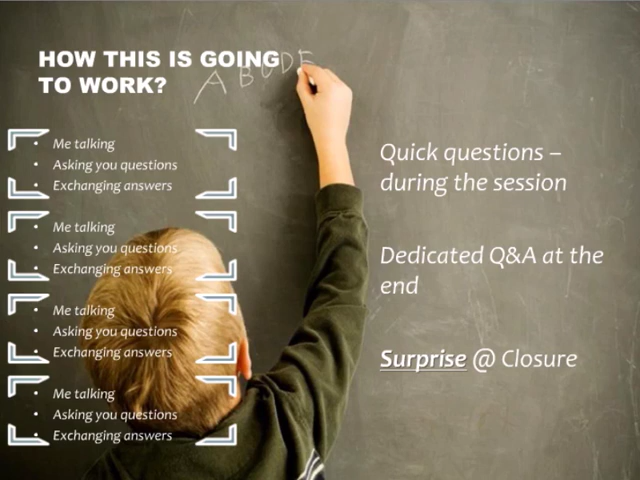 HOW THIS IS GOING
TO WORK?
A B C D E
• Me talking
• Asking you questions
• Exchanging answers
• Me talking
• Asking you questions
• Exchanging answers
• Me talking
• Asking you questions
• Exchanging answers
• Me talking
• Asking you questions
• Exchanging answers
Quick questions –
during the session
Dedicated Q&A at the
end
Surprise @ Closure